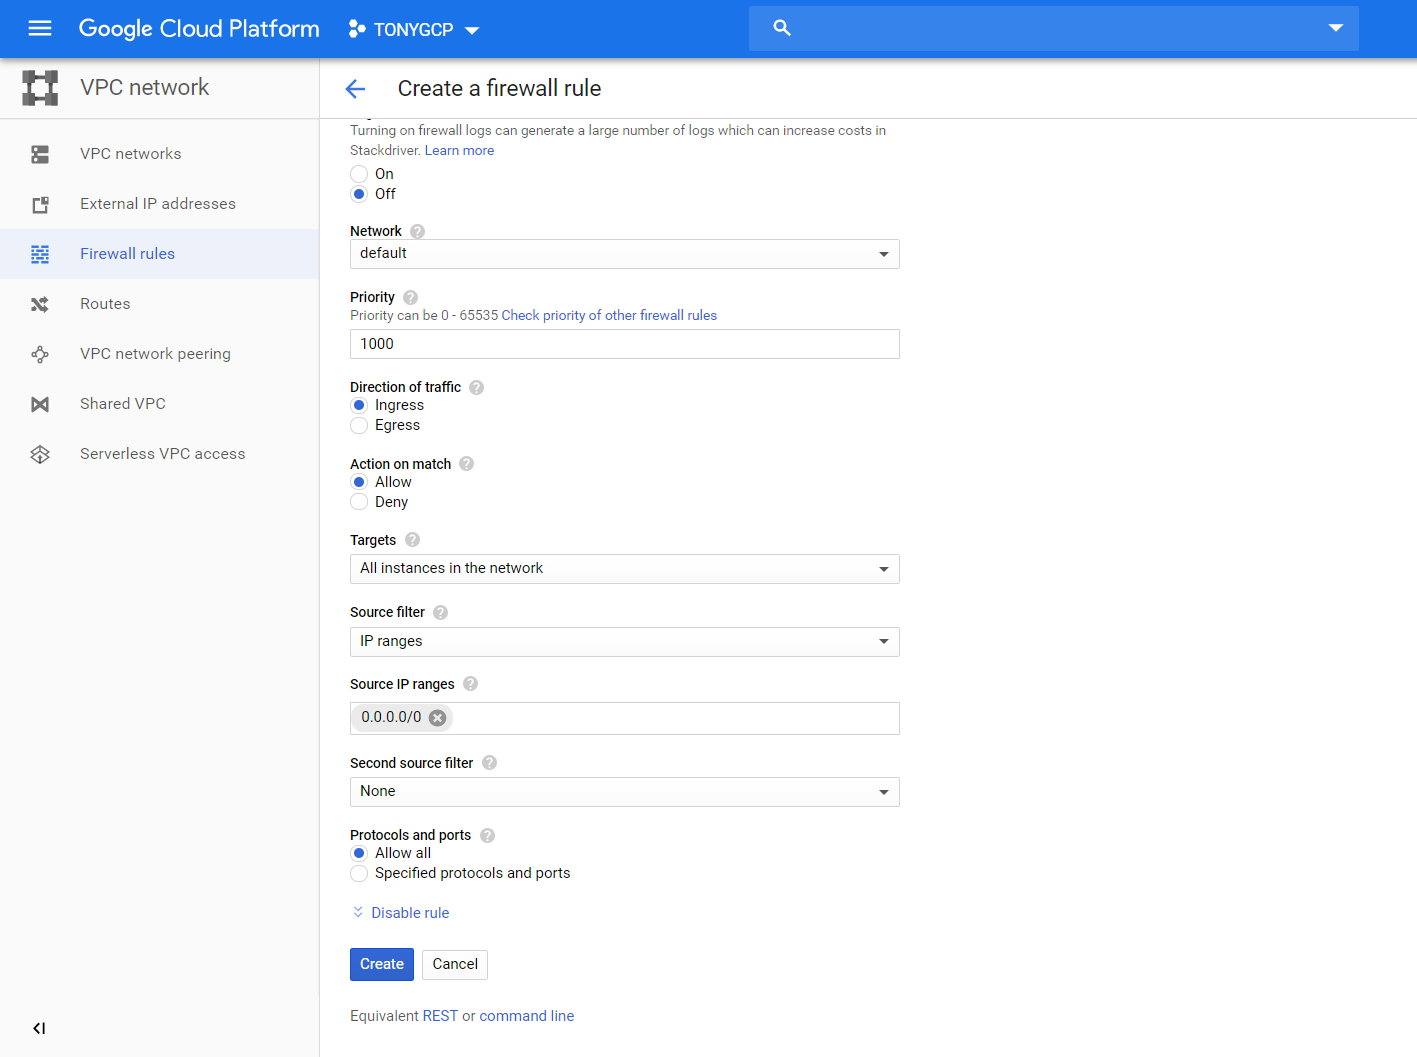 Google Cloud Platform
TONYGCP
VPC network
Create a firewall rule
VPC networks
External IP addresses
Firewall rules
Routes
VPC network peering
Shared VPC
Serverless VPC access
Turning on firewall logs can generate a large number of logs which can increase costs in
Stackdriver. Learn more
On
Off
Network
default
Priority
Priority can be 0 - 65535 Check priority of other firewall rules
1000
Direction of traffic
Ingress
Egress
Action on match
Allow
Deny
Targets
All instances in the network
Source filter
IP ranges
Source IP ranges
0.0.0.0/0
Second source filter
None
Protocols and ports
Allow all
Specified protocols and ports
Disable rule
Create
Cancel
Equivalent REST or command line